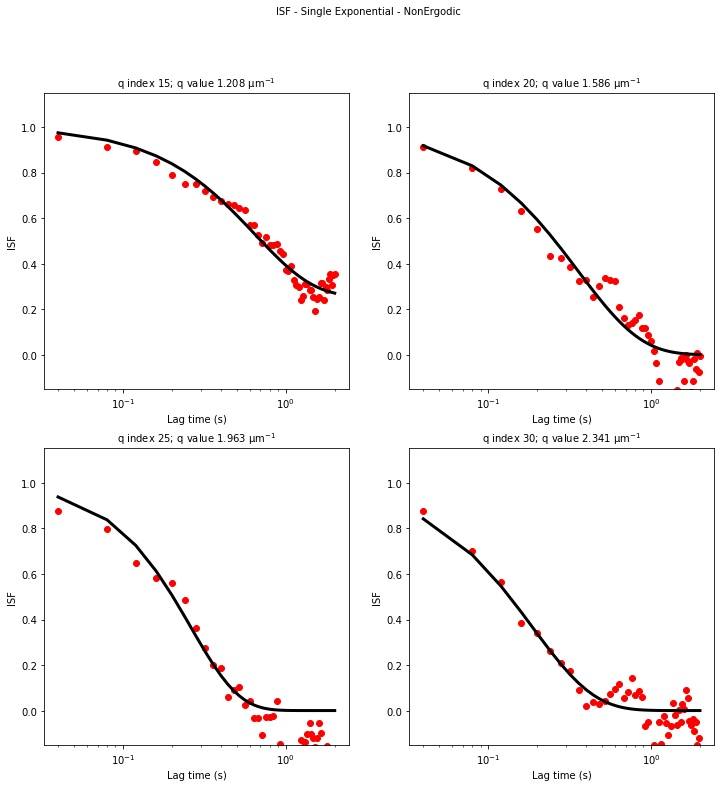 ISF - Single Exponential - NonErgodic
q index 15; q value 1.208 μm⁻¹
q index 20; q value 1.586 μm⁻¹
1.0
0.8
0.6
0.4
0.2
0.0
ISF
10⁻¹
10⁰
Lag time (s)
1.0
0.8
0.6
0.4
0.2
0.0
ISF
10⁻¹
10⁰
Lag time (s)
q index 25; q value 1.963 μm⁻¹
q index 30; q value 2.341 μm⁻¹
1.0
0.8
0.6
0.4
0.2
0.0
ISF
10⁻¹
10⁰
Lag time (s)
1.0
0.8
0.6
0.4
0.2
0.0
ISF
10⁻¹
10⁰
Lag time (s)